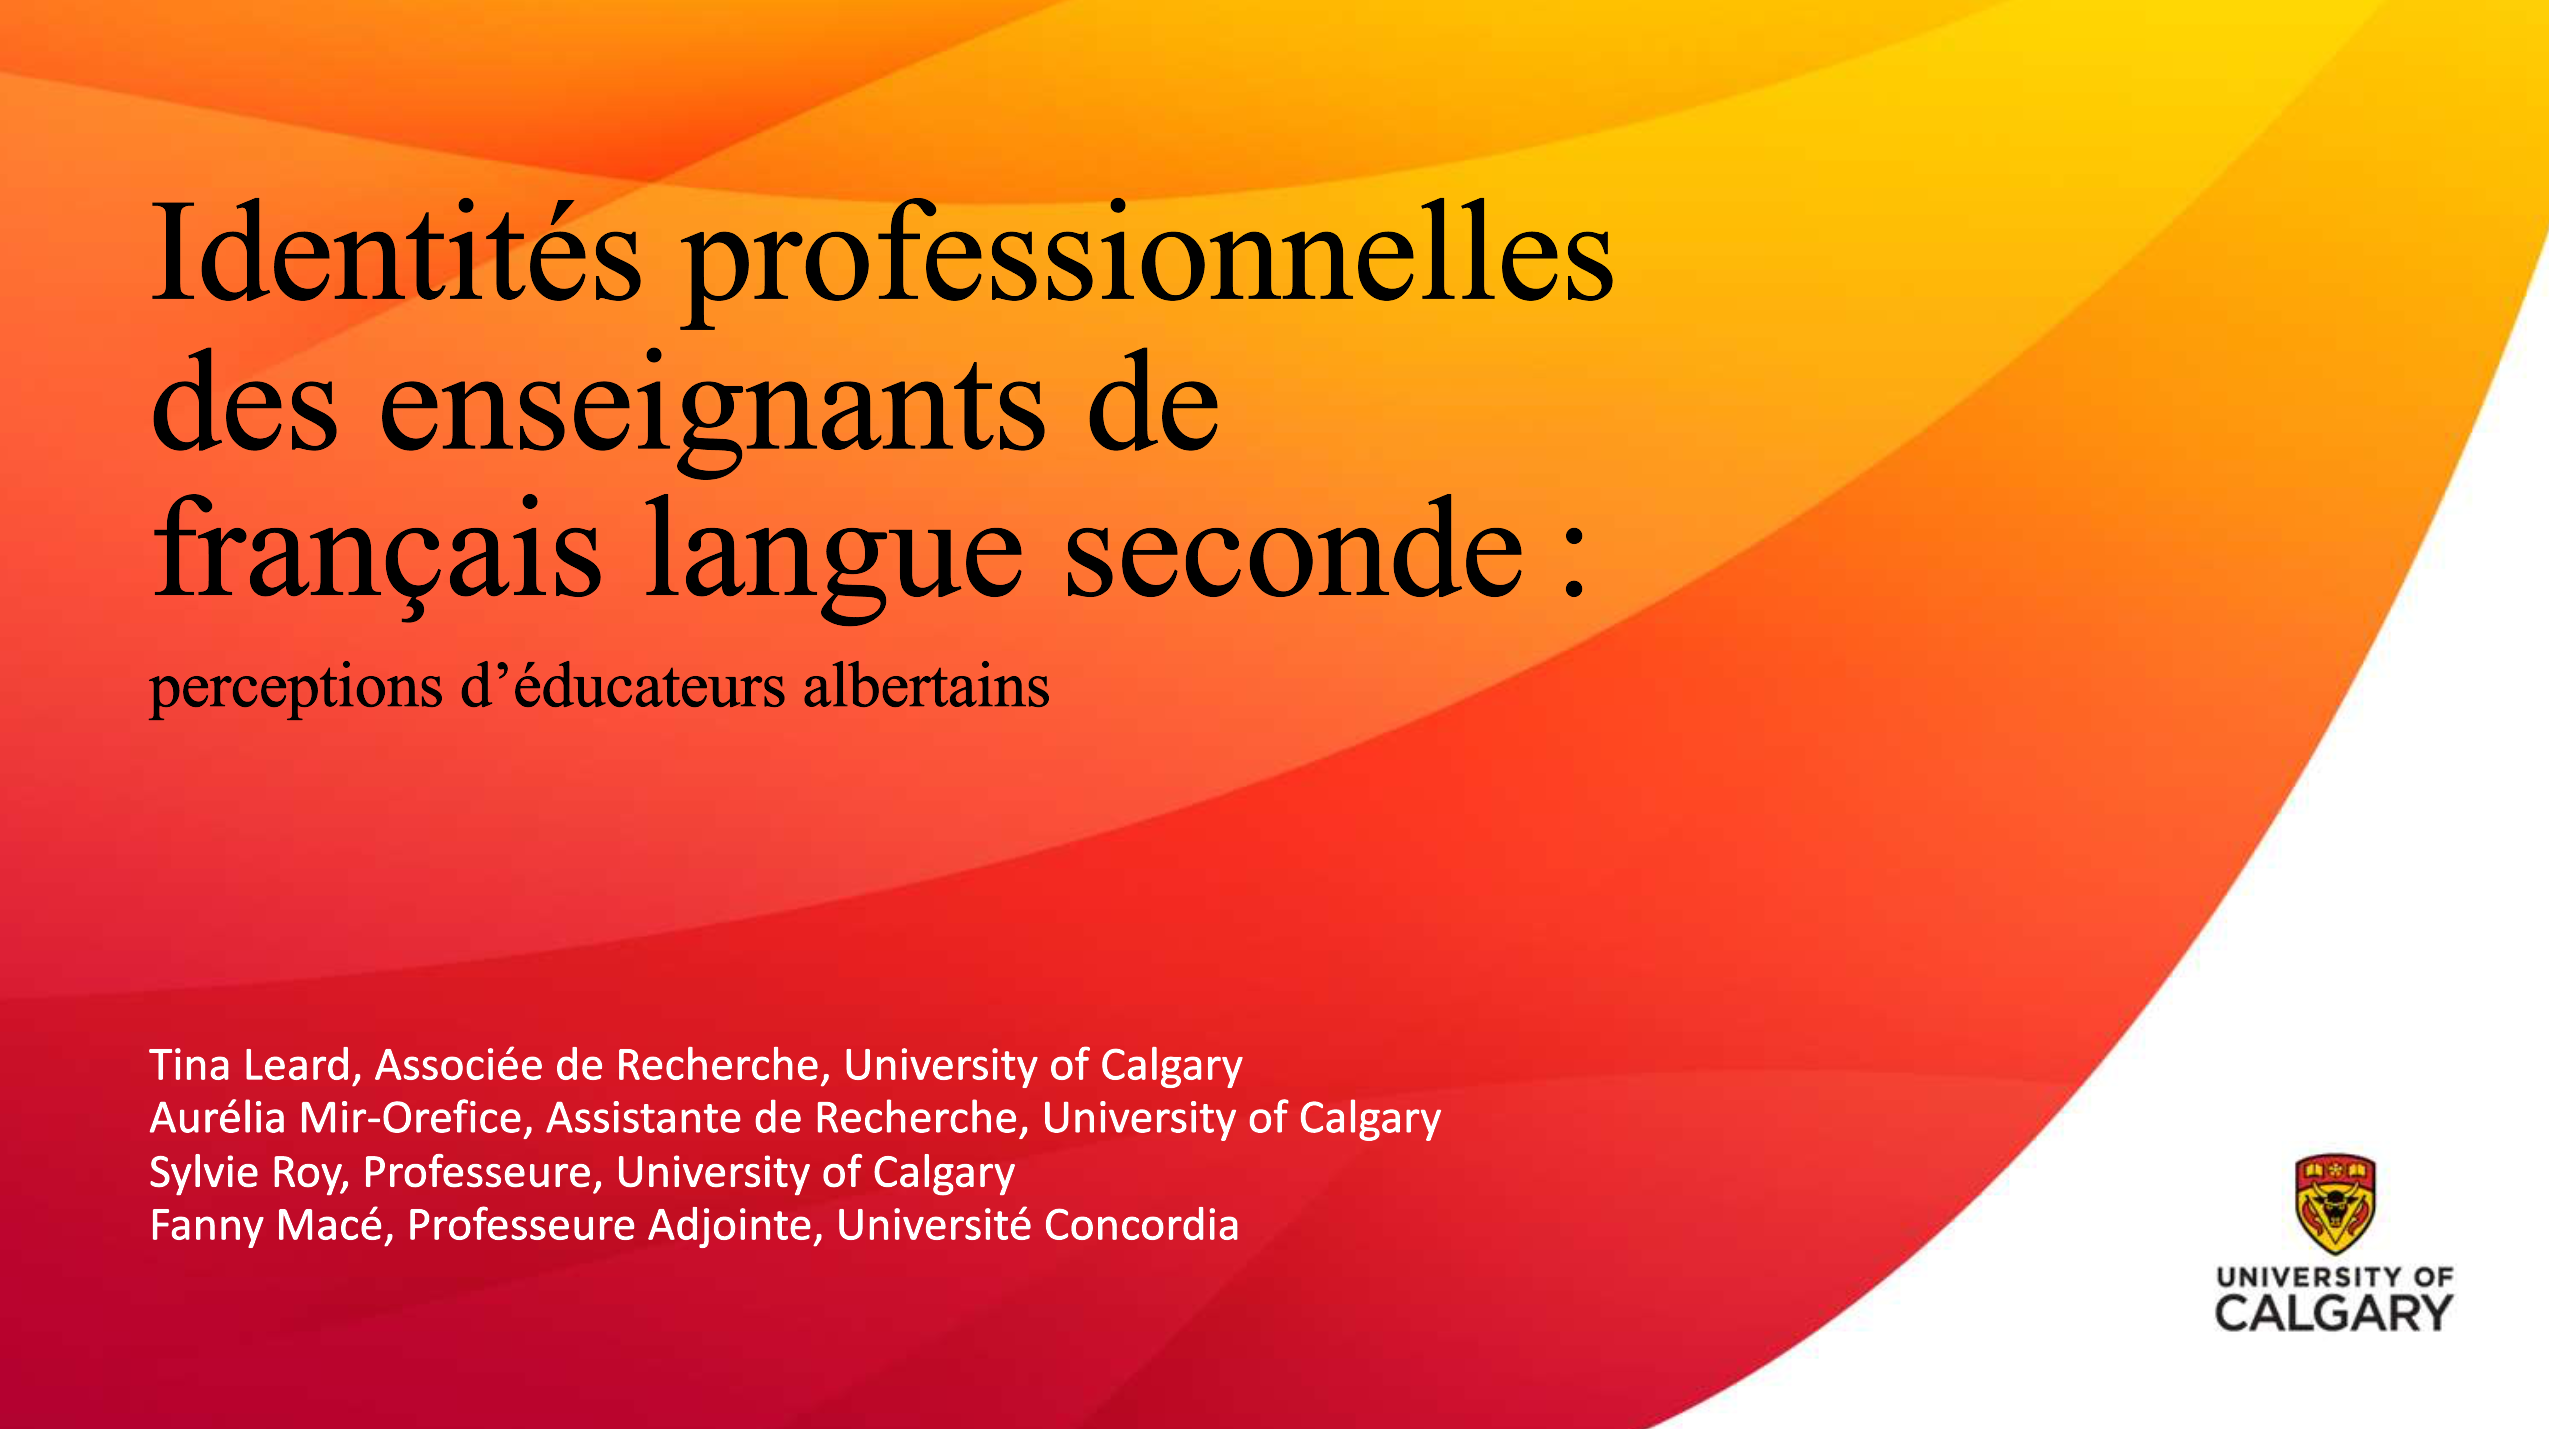 Identités professionnelles
des enseignants de
français langue seconde :
perceptions d’éducateurs albertains
Tina Leard, Associée de Recherche, University of Calgary
Aurélia Mir-Orefice, Assistante de Recherche, University of Calgary
Sylvie Roy, Professeure, University of Calgary
Fanny Macé, Professeure Adjointe, Université Concordia
UNIVERSITY OF
CALGARY